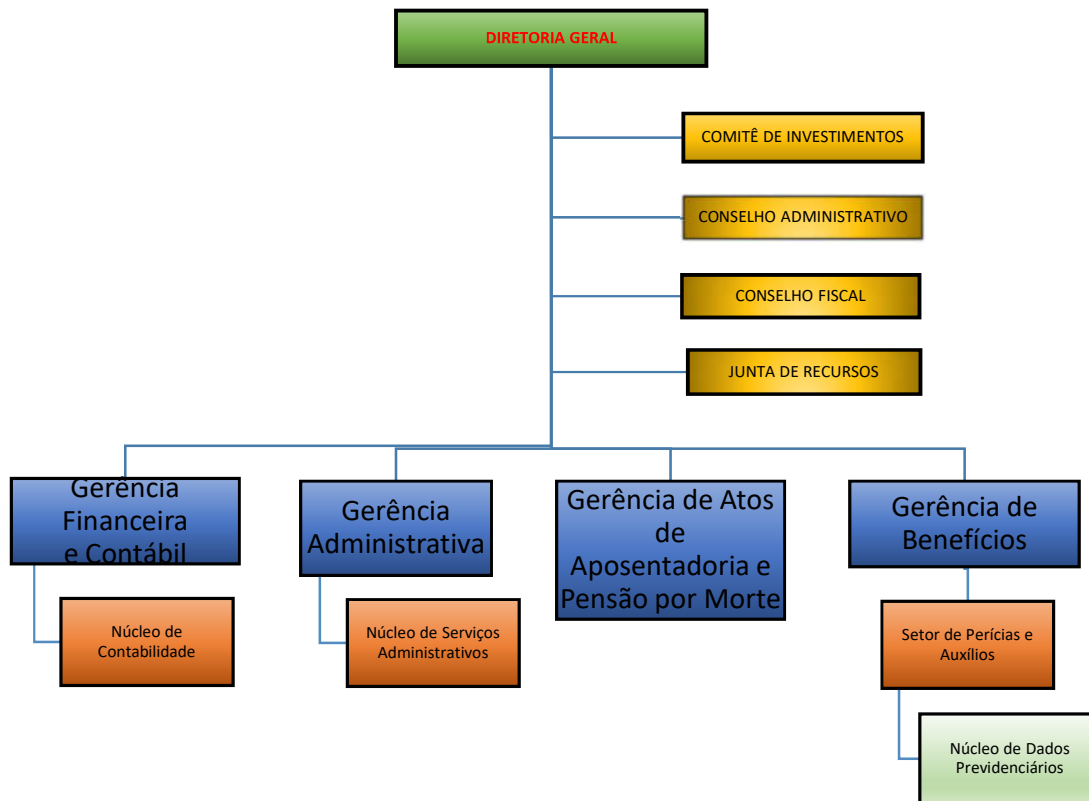 DIRETORIA GERAL
COMITÊ DE INVESTIMENTOS
CONSELHO ADMINISTRATIVO
CONSELHO FISCAL
JUNTA DE RECURSOS
Gerência
Financeira
e Contábil
Gerência
Administrativa
Gerência de Atos
de
Aposentadoria e
Pensão por Morte
Gerência de
Benefícios
Núcleo de
Contabilidade
Núcleo de Serviços
Administrativos
Setor de Perícias e
Auxílios
Núcleo de Dados
Previdenciários